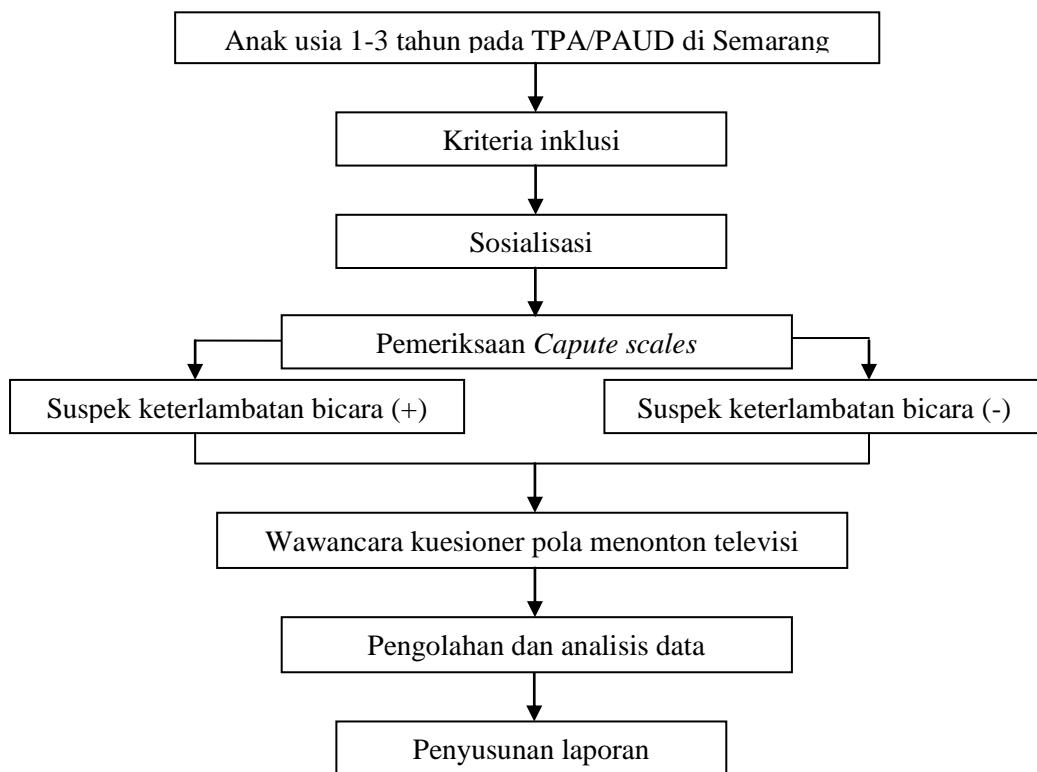 Anak usia 1-3 tahun pada TPA/PAUD di Semarang
Kriteria inklusi
Sosialisasi
Pemeriksaan Capute scales
Suspek keterlambatan bicara (+)
Suspek keterlambatan bicara (-)
Wawancara kuesioner pola menonton televisi
Pengolahan dan analisis data
Penyusunan laporan